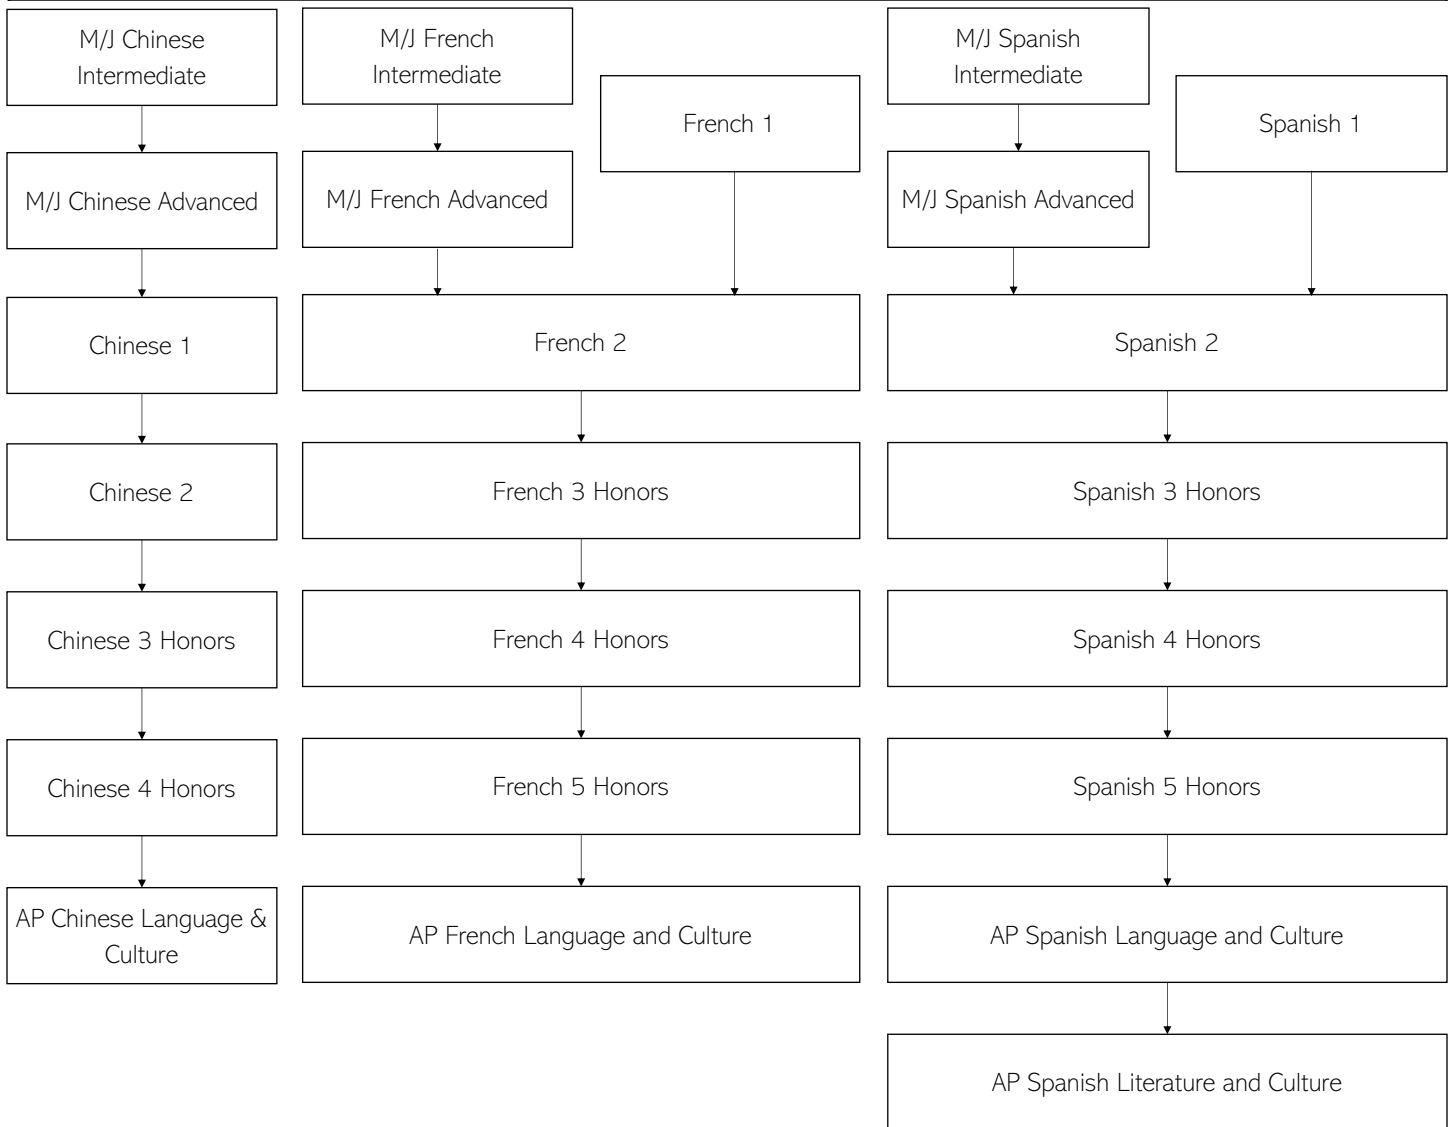 M/J Chinese
Intermediate
M/J Chinese Advanced
Chinese 1
Chinese 2
Chinese 3 Honors
Chinese 4 Honors
AP Chinese Language &
Culture
M/J French
Intermediate
French 1
M/J French Advanced
French 2
French 3 Honors
French 4 Honors
French 5 Honors
AP French Language and Culture
M/J Spanish
Intermediate
Spanish 1
M/J Spanish Advanced
Spanish 2
Spanish 3 Honors
Spanish 4 Honors
Spanish 5 Honors
AP Spanish Language and Culture
AP Spanish Literature and Culture